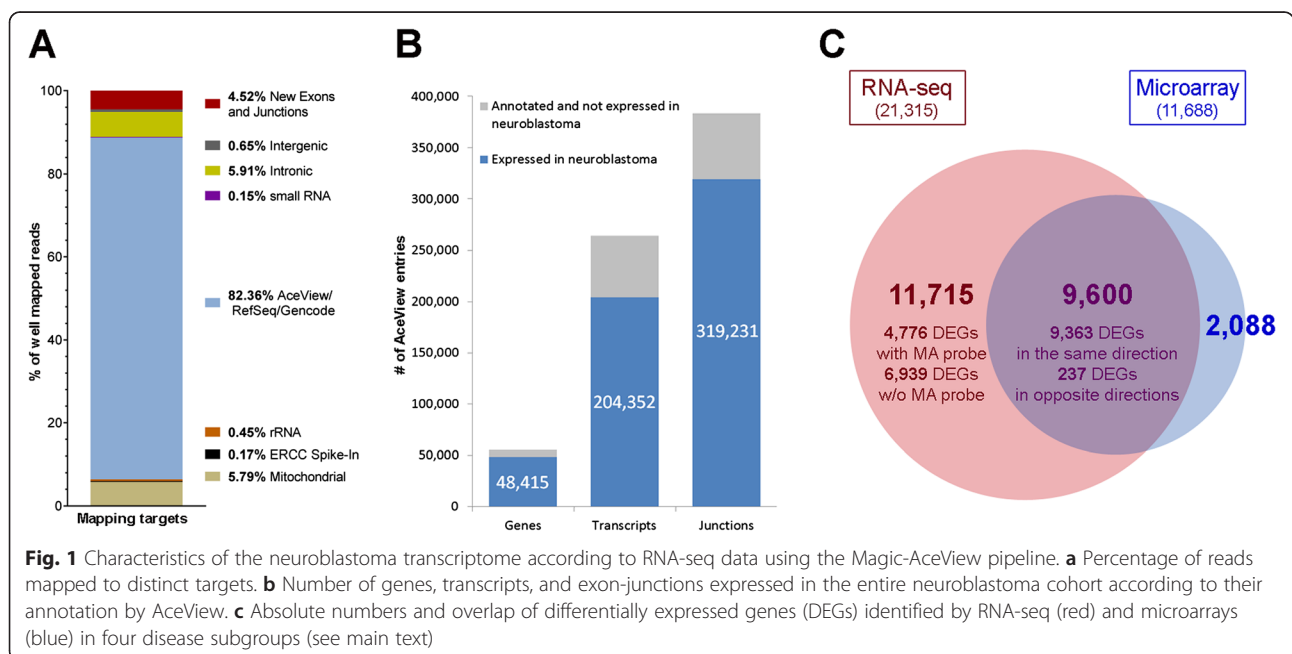 A
100
80
60
40
20
0
% of well mapped reads
Mapping targets
4.52% New Exons
and Junctions
0.65% Intergenic
5.91% Intronic
0.15% small RNA
82.36% AceView/
RefSeq/Gencode
0.45% rRNA
0.17% ERCC Spike-In
5.79% Mitochondrial
B
400,000
350,000
300,000
250,000
200,000
150,000
100,000
50,000
0
# of AceView entries
Annotated and not expressed in
neuroblastoma
Expressed in neuroblastoma
48,415
204,352
319,231
Genes
Transcripts
Junctions
C
RNA-seq
(21,315)
Microarray
(11,688)
11,715
4,776 DEGs
with MA probe
6,939 DEGs
w/o MA probe
9,600
9,363 DEGs
in the same direction
237 DEGs
in opposite directions
2,088
Fig. 1 Characteristics of the neuroblastoma transcriptome according to RNA-seq data using the Magic-AceView pipeline. a Percentage of reads
mapped to distinct targets. b Number of genes, transcripts, and exon-junctions expressed in the entire neuroblastoma cohort according to their
annotation by AceView. c Absolute numbers and overlap of differentially expressed genes (DEGs) identified by RNA-seq (red) and microarrays
(blue) in four disease subgroups (see main text)